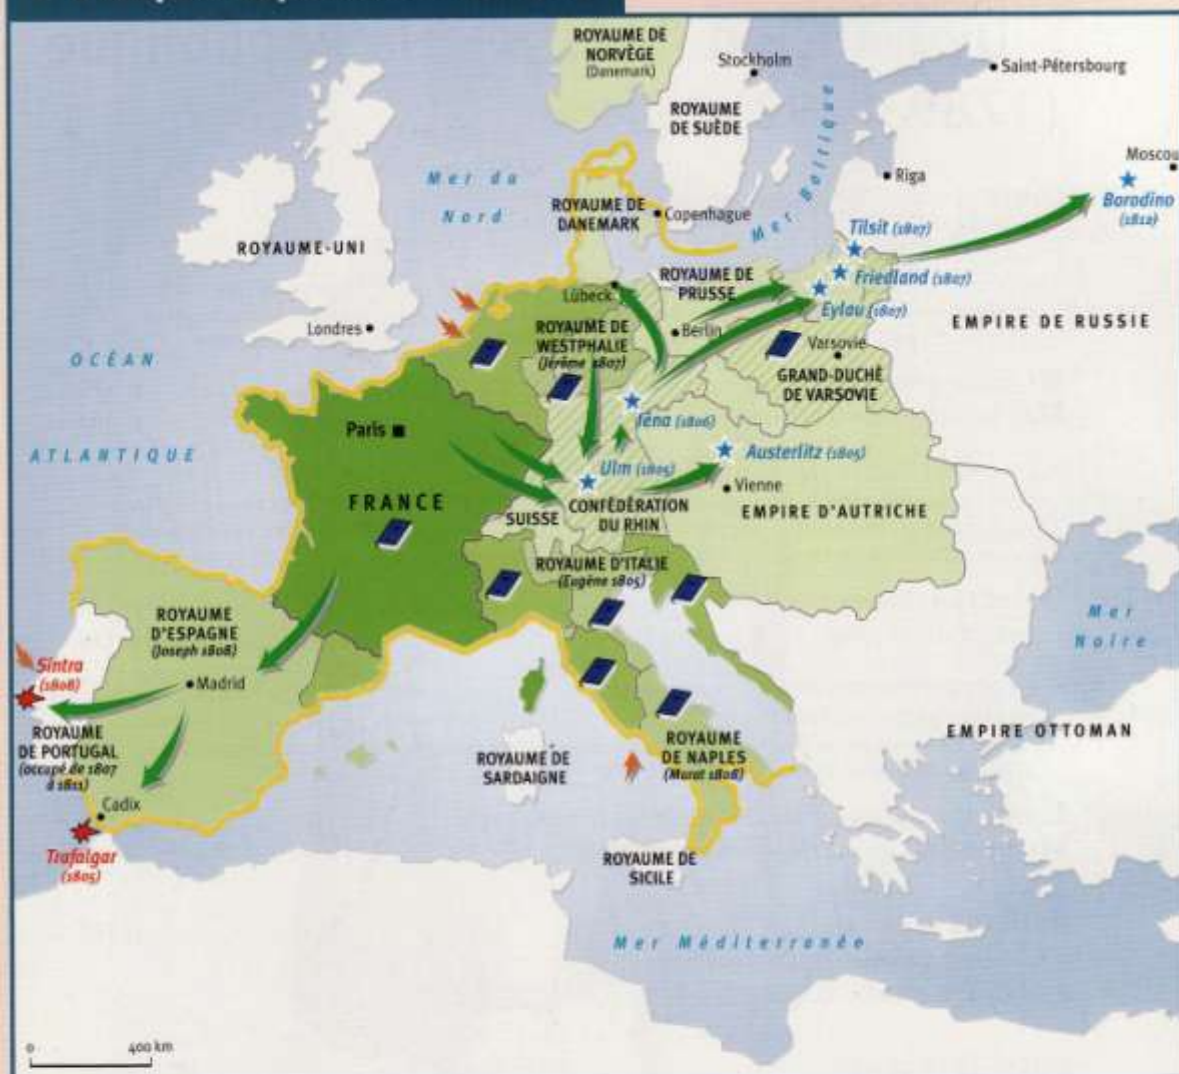 ROYAUME DE
NORVÈGE
(Danemark)
Stockholm
Saint-Pétersbourg
ROYAUME
DE SUÈDE
Mer Baltique
Moscou
Riga
Borodino
(1812)
Mer du
Nord
ROYAUME DE
DANEMARK
Copenhague
Tilsit (1807)
ROYAUME-UNI
Friedland (1807)
ROYAUME DE
PRUSSE
Lübeck
Eylau (1807)
EMPIRE DE RUSSIE
Londres
ROYAUME DE
WESTPHALIE
(Jérôme 1807)
Berlin
Varsovie
GRAND-DUCHÉ
DE VARSOVIE
OCÉAN
ATLANTIQUE
Paris
Iéna (1806)
Austerlitz (1805)
Ulm (1805)
Vienne
FRANCE
SUISSE
CONFÉDÉRATION
DU RHIN
EMPIRE D'AUTRICHE
ROYAUME D'ITALIE
(Eugène 1805)
ROYAUME
D'ESPAGNE
(Joseph 1808)
Mer
Noire
Sintra
(1808)
Madrid
ROYAUME
DE PORTUGAL
(occupé de 1807
à 1811)
ROYAUME DE
SARDAIGNE
ROYAUME
DE NAPLES
(Murat 1808)
EMPIRE OTTOMAN
Cadix
Trafalgar
(1805)
ROYAUME DE
SICILE
Mer Méditerranée
0
400 km